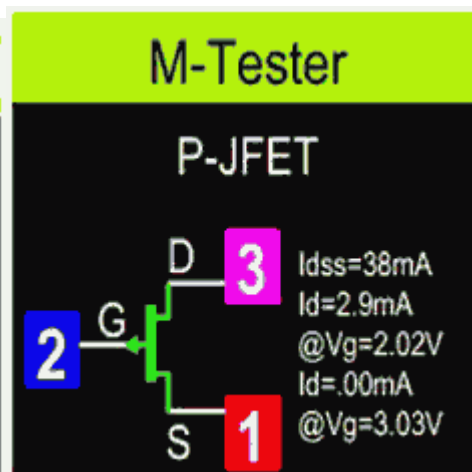 M-Tester
P-JFET
D
3
G
2
S
1
Idss=38mA
Id=2.9mA
@Vg=2.02V
Id=.00mA
@Vg=3.03V